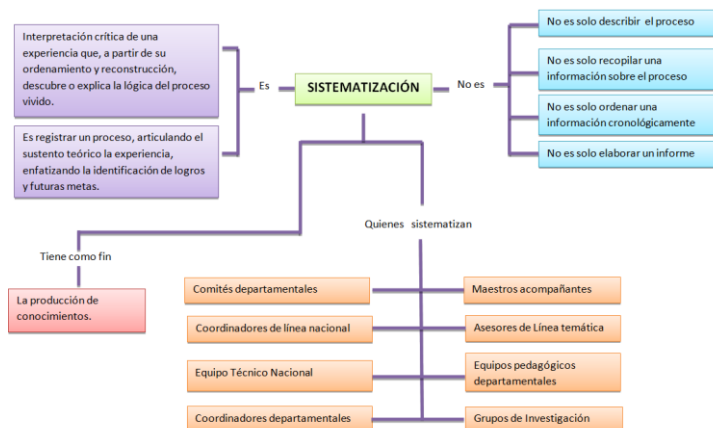 Interpretación crítica de una
experiencia que, a partir de su
ordenamiento y reconstrucción,
descubre o explica la lógica del proceso
vivido.
Es registrar un proceso, articulando el
sustento teórico la experiencia,
enfatizando la identificación de logros
y futuras metas.
Es
SISTEMATIZACIÓN
No es
No es solo describir el proceso
No es solo recopilar una
información sobre el proceso
No es solo ordenar una
información cronológicamente
No es solo elaborar un informe
Tiene como fin
La producción de
conocimientos.
Quienes sistematizan
Comités departamentales
Maestros acompañantes
Coordinadores de línea nacional
Asesores de Línea temática
Equipo Técnico Nacional
Equipos pedagógicos
departamentales
Coordinadores departamentales
Grupos de Investigación